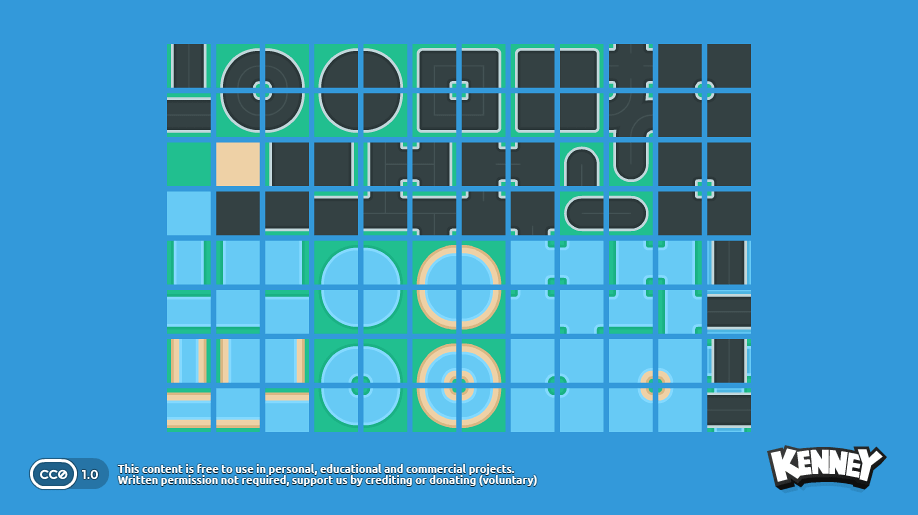 CC0 1.0
This content is free to use in personal, educational and commercial projects.
Written permission not required, support us by crediting or donating (voluntary)
KENNEY